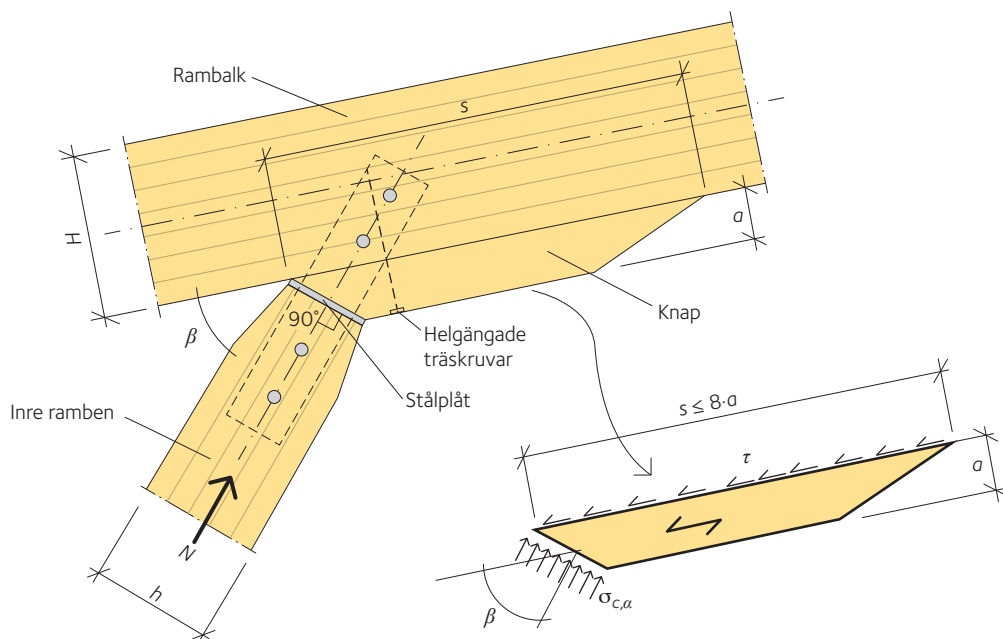 Rambalk
s
H
a
β
90°
Knap
Helgängade
träskruvar
Stålplåt
Inre ramben
N
h
s ≤ 8·a
τ
a
σc,α
β